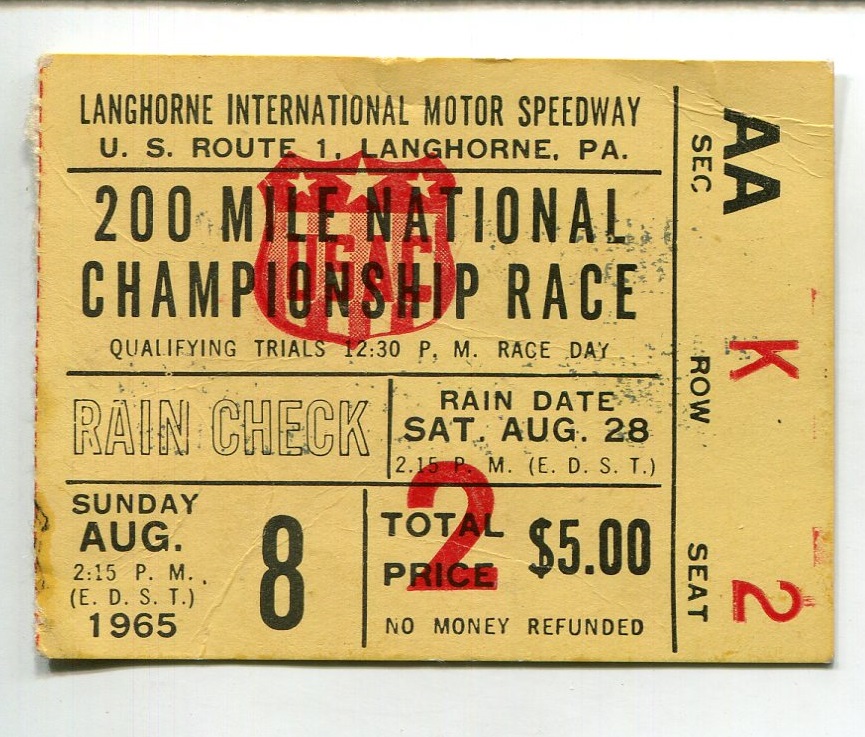 LANGHORNE INTERNATIONAL MOTOR SPEEDWAY
U. S. ROUTE 1, LANGHORNE, PA.
200 MILE NATIONAL
CHAMPIONSHIP RACE
USAC
QUALIFYING TRIALS 12:30 P. M. RACE DAY
RAIN CHECK
RAIN DATE
SAT. AUG. 28
2:15 P. M. (E. D. S. T.)
SUNDAY
AUG.
2:15 P. M.
(E. D. S. T.)
1965
8
TOTAL
PRICE
$5.00
2
NO MONEY REFUNDED
AA
SEC
K
ROW
2
SEAT